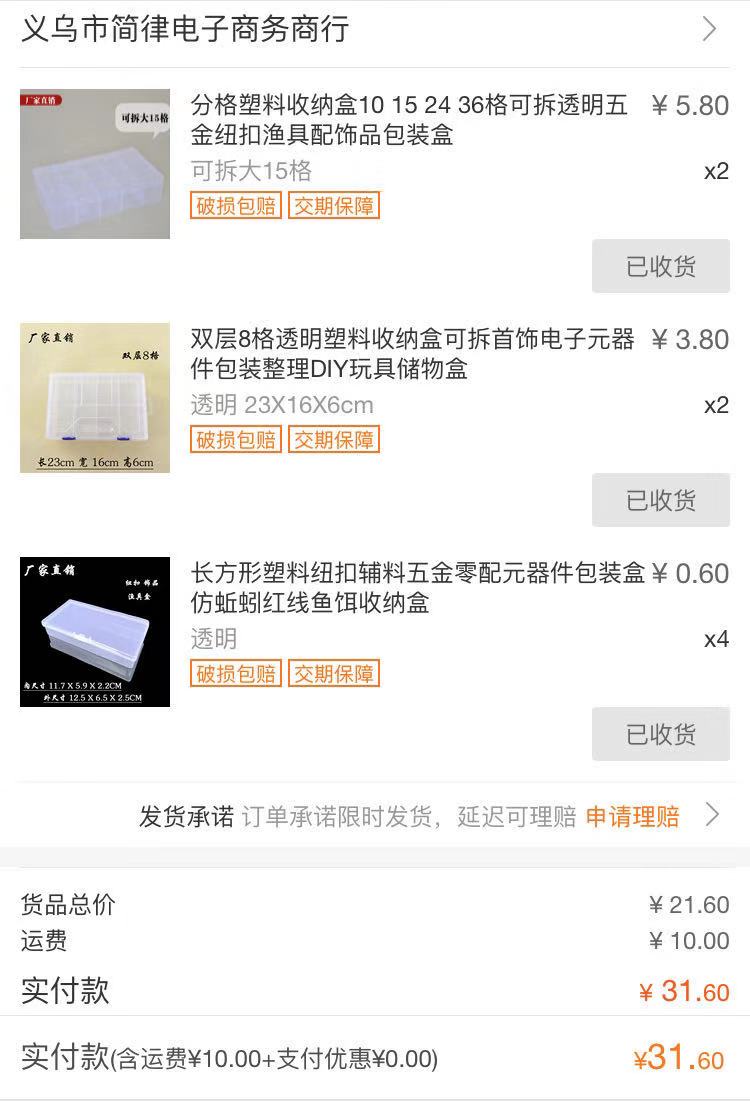 义乌市简律电子商务商行
厂家直销
可拆大15格
分格塑料收纳盒10 15 24 36格可拆透明五
金纽扣渔具配饰品包装盒
¥ 5.80
可拆大15格
x2
破损包赔 交期保障
已收货
厂家直销
双层8格
长23cm 宽 16cm 高6cm
双层8格透明塑料收纳盒可拆首饰电子元器
件包装整理DIY玩具储物盒
¥ 3.80
透明 23X16X6cm
x2
破损包赔 交期保障
已收货
厂家直销
纽扣 饰品
渔具盒
内尺寸 11.7 X 5.9 X 2.2CM
外尺寸 12.5 X 6.5 X 2.5CM
长方形塑料纽扣辅料五金零配元器件包装盒
仿蚯蚓红线鱼饵收纳盒
¥ 0.60
透明
x4
破损包赔 交期保障
已收货
发货承诺 订单承诺限时发货，延迟可理赔 申请理赔
货品总价 ¥ 21.60
运费 ¥ 10.00
实付款 ¥ 31.60
实付款(含运费¥10.00+支付优惠¥0.00) ¥31.60